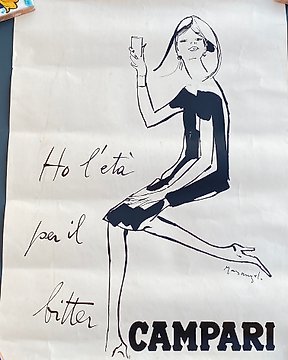 Ho l'età
per il
bitter
CAMPARI